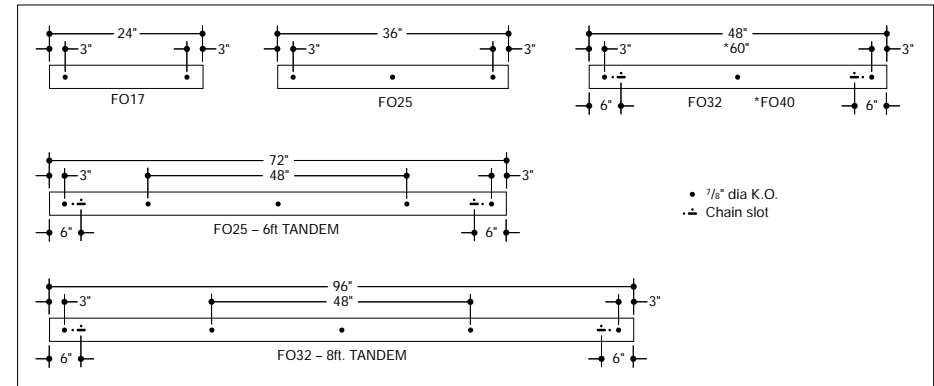 24"
3" 3"
FO17
36"
3" 3"
FO25
48"
*60"
3" 3"
6" FO32 *FO40 6"
72"
3" 48" 3"
6" FO25 – 6ft TANDEM 6"
7/8" dia K.O.
Chain slot
96"
3" 48" 3"
6" FO32 – 8ft. TANDEM 6"